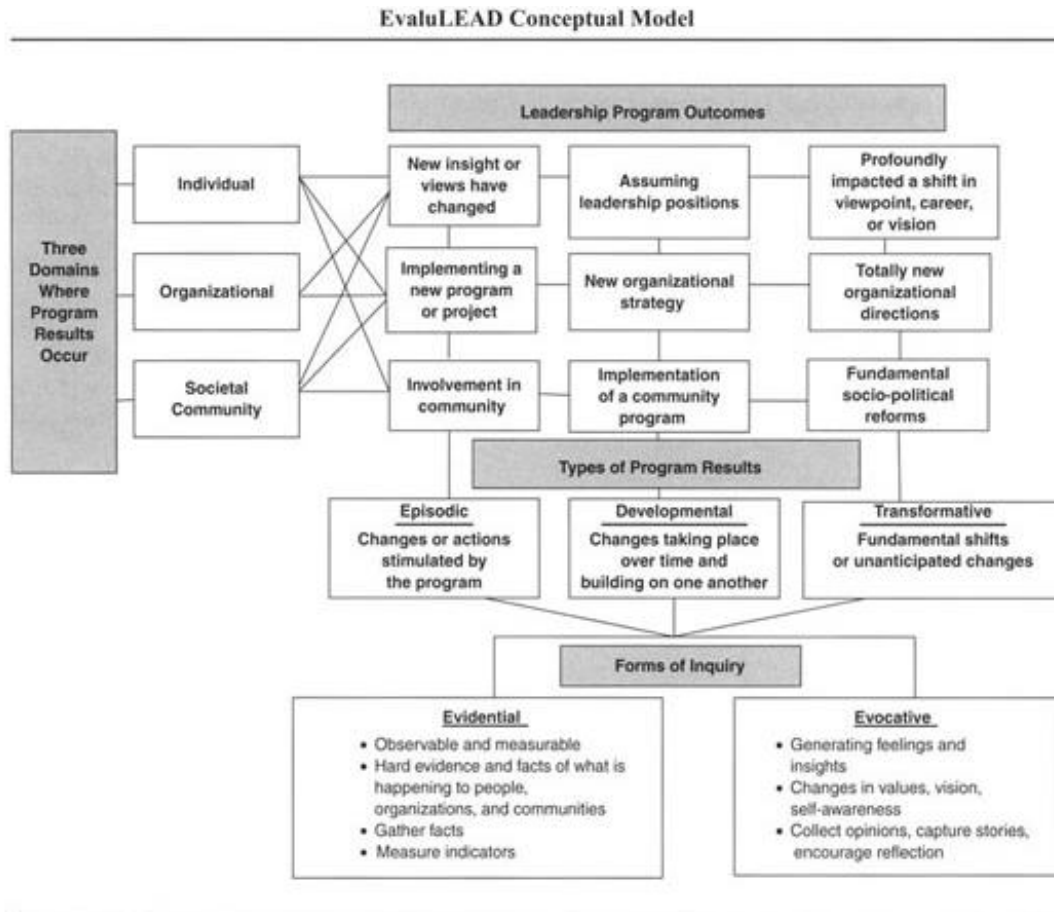 EvaluLEAD Conceptual Model
Leadership Program Outcomes
Three
Domains
Where
Program
Results
Occur
Individual
Organizational
Societal
Community
New insight or
views have
changed
Assuming
leadership positions
Profoundly
impacted a shift in
viewpoint, career,
or vision
Implementing a
new program
or project
New organizational
strategy
Totally new
organizational
directions
Involvement in
community
Implementation
of a community
program
Fundamental
socio-political
reforms
Types of Program Results
Episodic
Changes or actions
stimulated by
the program
Developmental
Changes taking place
over time and
building on one another
Transformative
Fundamental shifts
or unanticipated changes
Forms of Inquiry
Evidential
• Observable and measurable
• Hard evidence and facts of what is
happening to people,
organizations, and communities
• Gather facts
• Measure indicators
Evocative
• Generating feelings and
insights
• Changes in values, vision,
self-awareness
• Collect opinions, capture stories,
encourage reflection